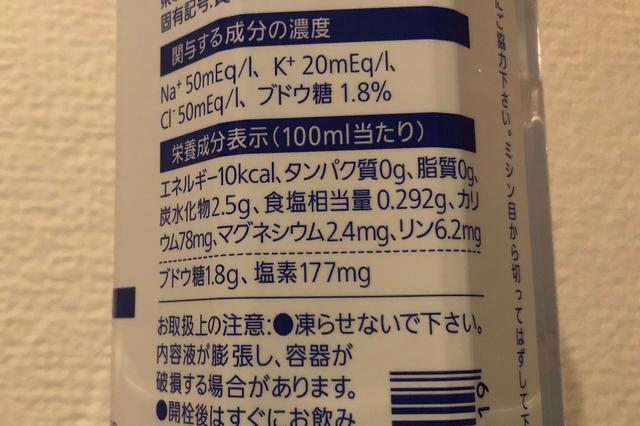 固有記号:
関与する成分の濃度
Na⁺ 50mEq/l、 K⁺ 20mEq/l、
Cl⁻50mEq/l、ブドウ糖 1.8%
栄養成分表示(100ml当たり)
エネルギー10kcal、タンパク質0g、脂質0g、
炭水化物2.5g、食塩相当量 0.292g、カリ
ウム78mg、マグネシウム2.4mg、リン6.2mg
ブドウ糖1.8g、塩素177mg
お取扱上の注意:●凍らせないで下さい。
内容液が膨張し、容器が
破損する場合があります。
●開栓後はすぐにお飲み
ご協力下さい。ミシン目から切ってはずして下